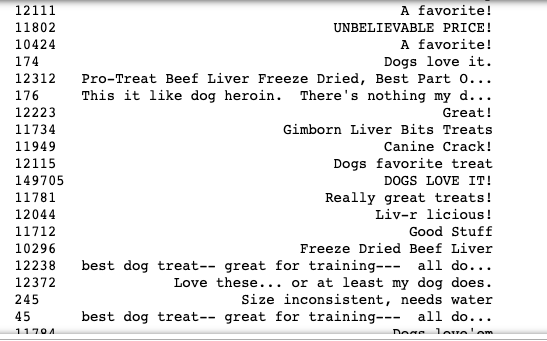 12111 A favorite!
11802 UNBELIEVABLE PRICE!
10424 A favorite!
174 Dogs love it.
12312 Pro-Treat Beef Liver Freeze Dried, Best Part O...
176 This it like dog heroin.  There's nothing my d...
12223 Great!
11734 Gimborn Liver Bits Treats
11949 Canine Crack!
12115 Dogs favorite treat
149705 DOGS LOVE IT!
11781 Really great treats!
12044 Liv-r licious!
11712 Good Stuff
10296 Freeze Dried Beef Liver
12238 best dog treat-- great for training---  all do...
12372 Love these... or at least my dog does.
245 Size inconsistent, needs water
45 best dog treat-- great for training---  all do...
11784 Dogs love'em